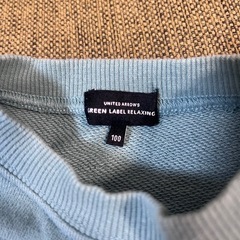 UNITED ARROWS
GREEN LABEL RELAXING
100